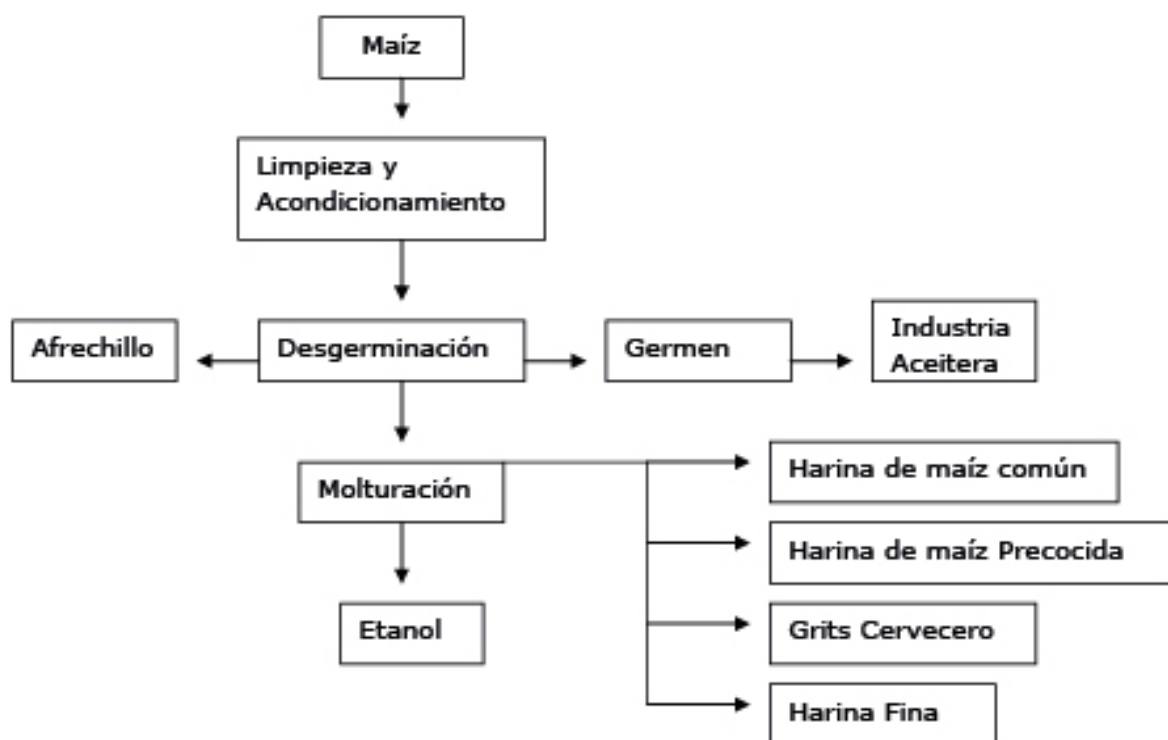 Maíz
Limpieza y
Acondicionamiento
Afrechillo
Desgerminación
Germen
Industria
Aceitera
Molturación
Harina de maíz común
Harina de maíz Precocida
Etanol
Grits Cervecero
Harina Fina